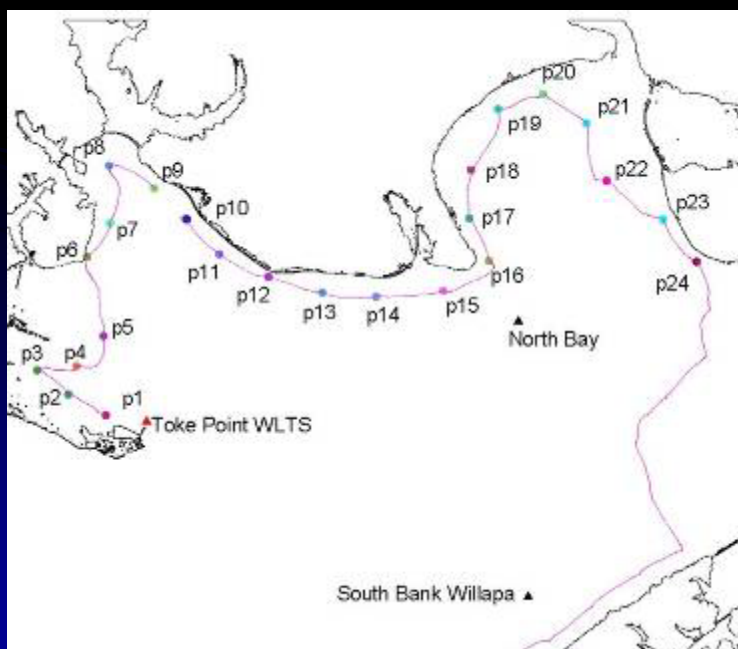 p20
p19
p21
p8
p9
p18
p22
p10
p17
p23
p7
p6
p11
p16
p24
p12
p13
p14
p15
p5
North Bay
p3
p4
p2
p1
Toke Point WLTS
South Bank Willapa